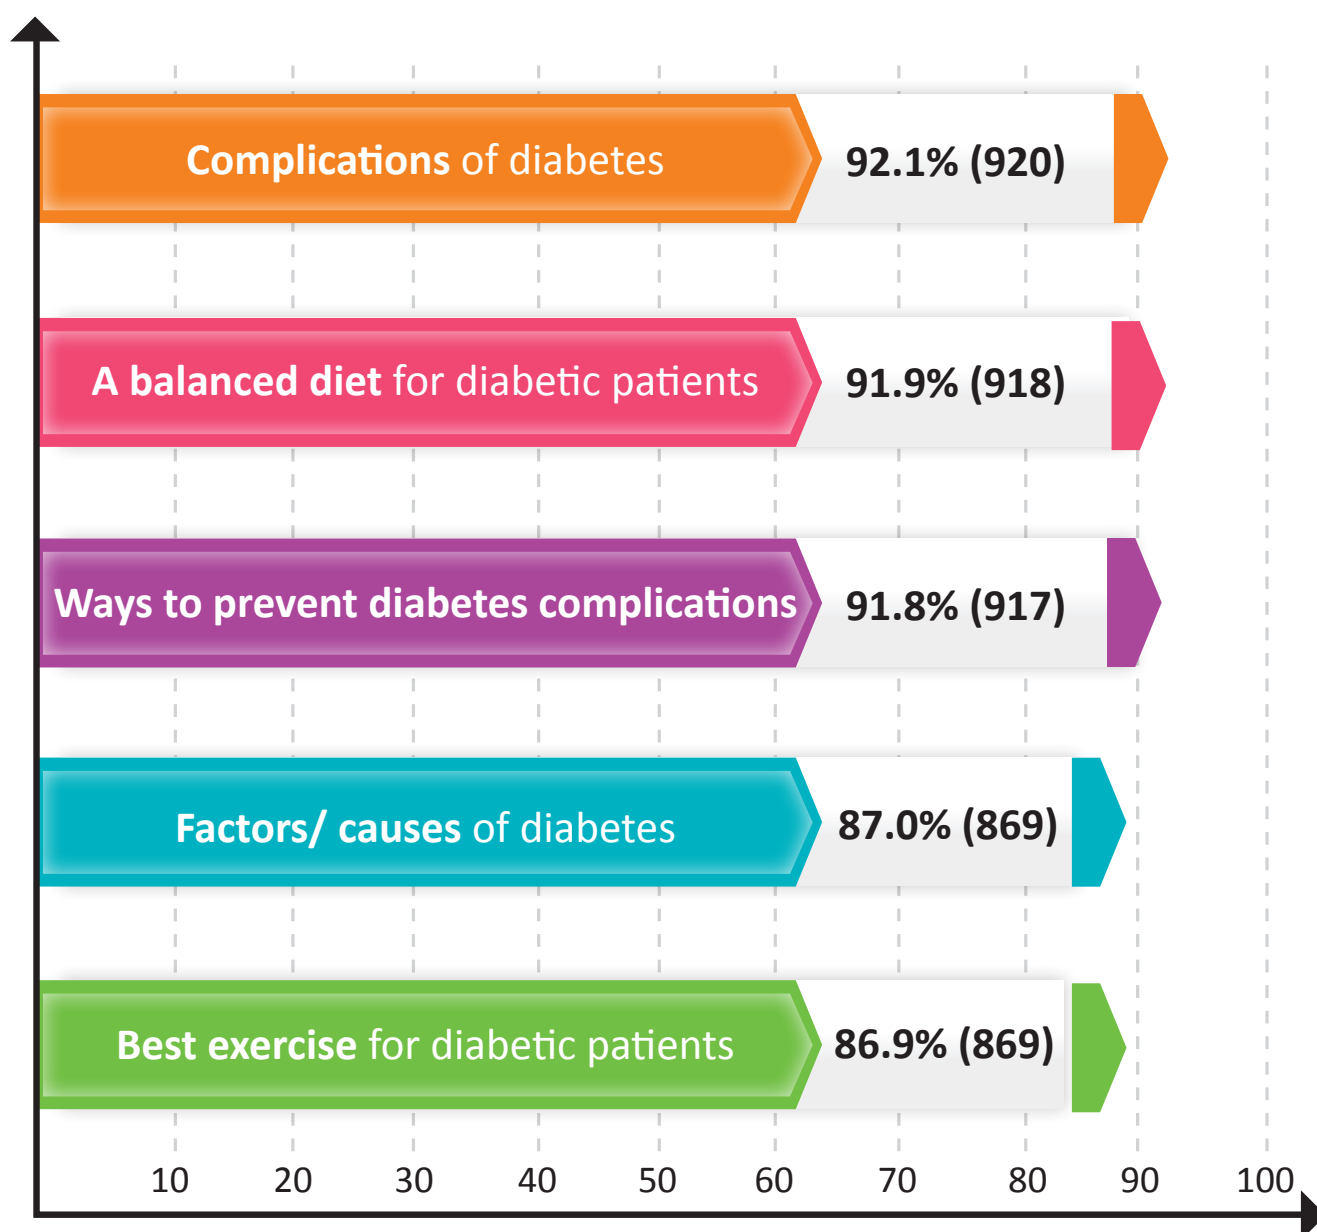 Complications of diabetes 92.1% (920)
A balanced diet for diabetic patients 91.9% (918)
Ways to prevent diabetes complications 91.8% (917)
Factors/ causes of diabetes 87.0% (869)
Best exercise for diabetic patients 86.9% (869)
10 20 30 40 50 60 70 80 90 100